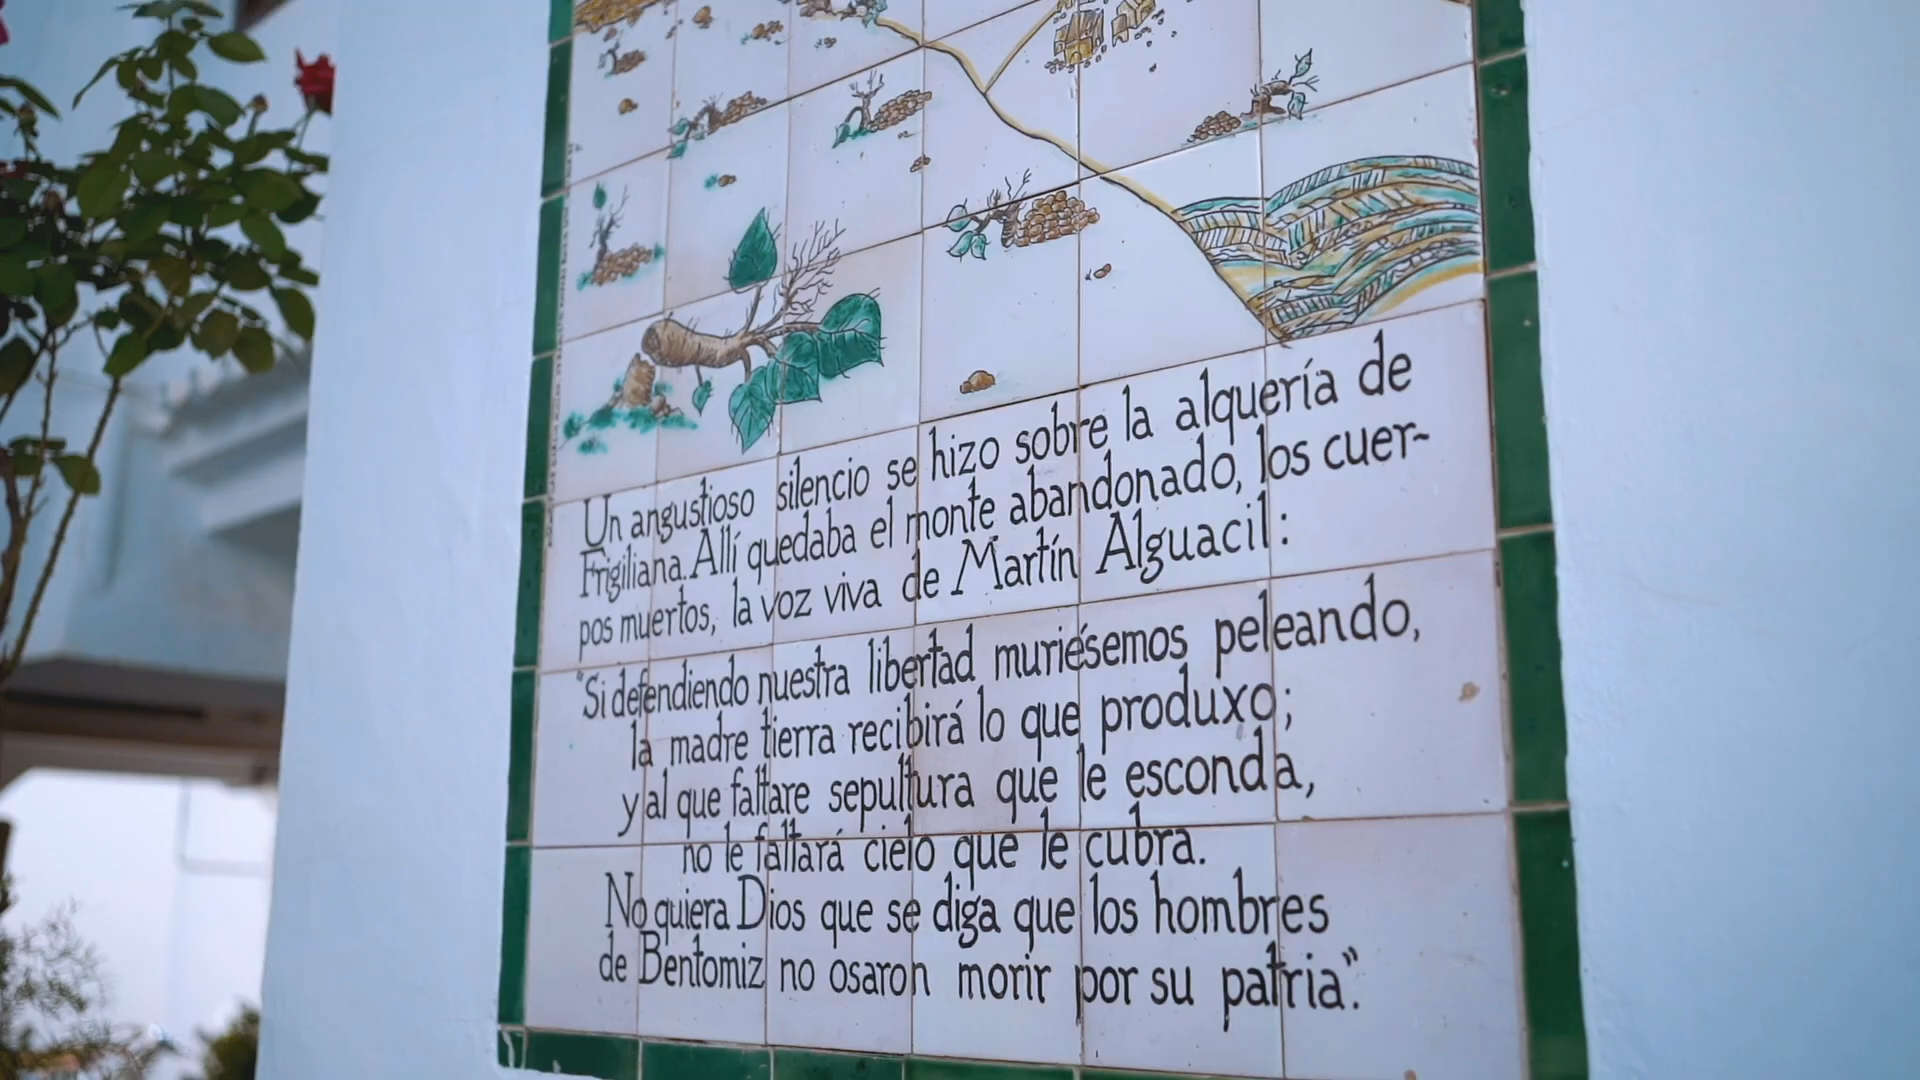 Un angustioso silencio se hizo sobre la alquería de
Frigiliana. Allí quedaba el monte abandonado, los cuer-
pos muertos, la voz viva de Martín Alguacil:
"Si defendiendo nuestra libertad muriésemos peleando,
la madre tierra recibirá lo que produxo;
y al que faltare sepultura que le esconda,
no le faltará cielo que le cubra.
No quiera Dios que se diga que los hombres
de Bentomiz no osaron morir por su patria".